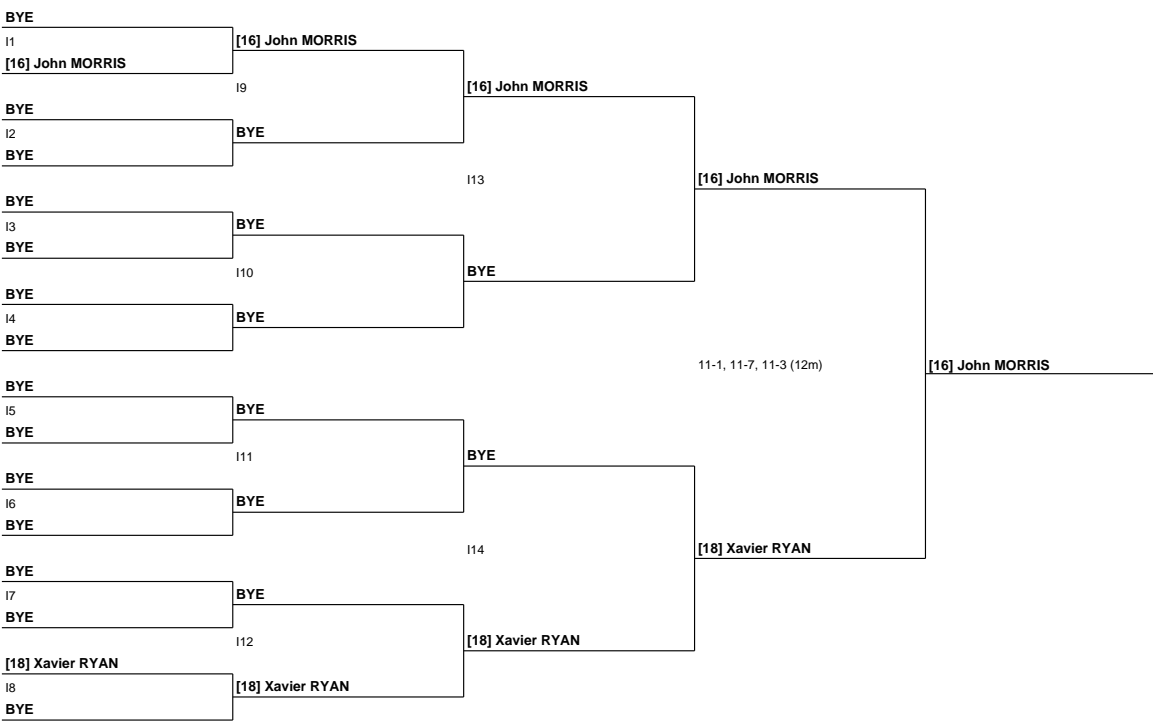 BYE
I1
[16] John MORRIS
BYE
I2
BYE
BYE
I3
BYE
BYE
I4
BYE
BYE
I5
BYE
BYE
I6
BYE
BYE
I7
BYE
[18] Xavier RYAN
I8
BYE
[16] John MORRIS
I9
BYE
BYE
I10
BYE
BYE
I11
BYE
BYE
I12
[18] Xavier RYAN
[16] John MORRIS
I13
BYE
BYE
I14
[18] Xavier RYAN
[16] John MORRIS
11-1, 11-7, 11-3 (12m)
[18] Xavier RYAN
[16] John MORRIS